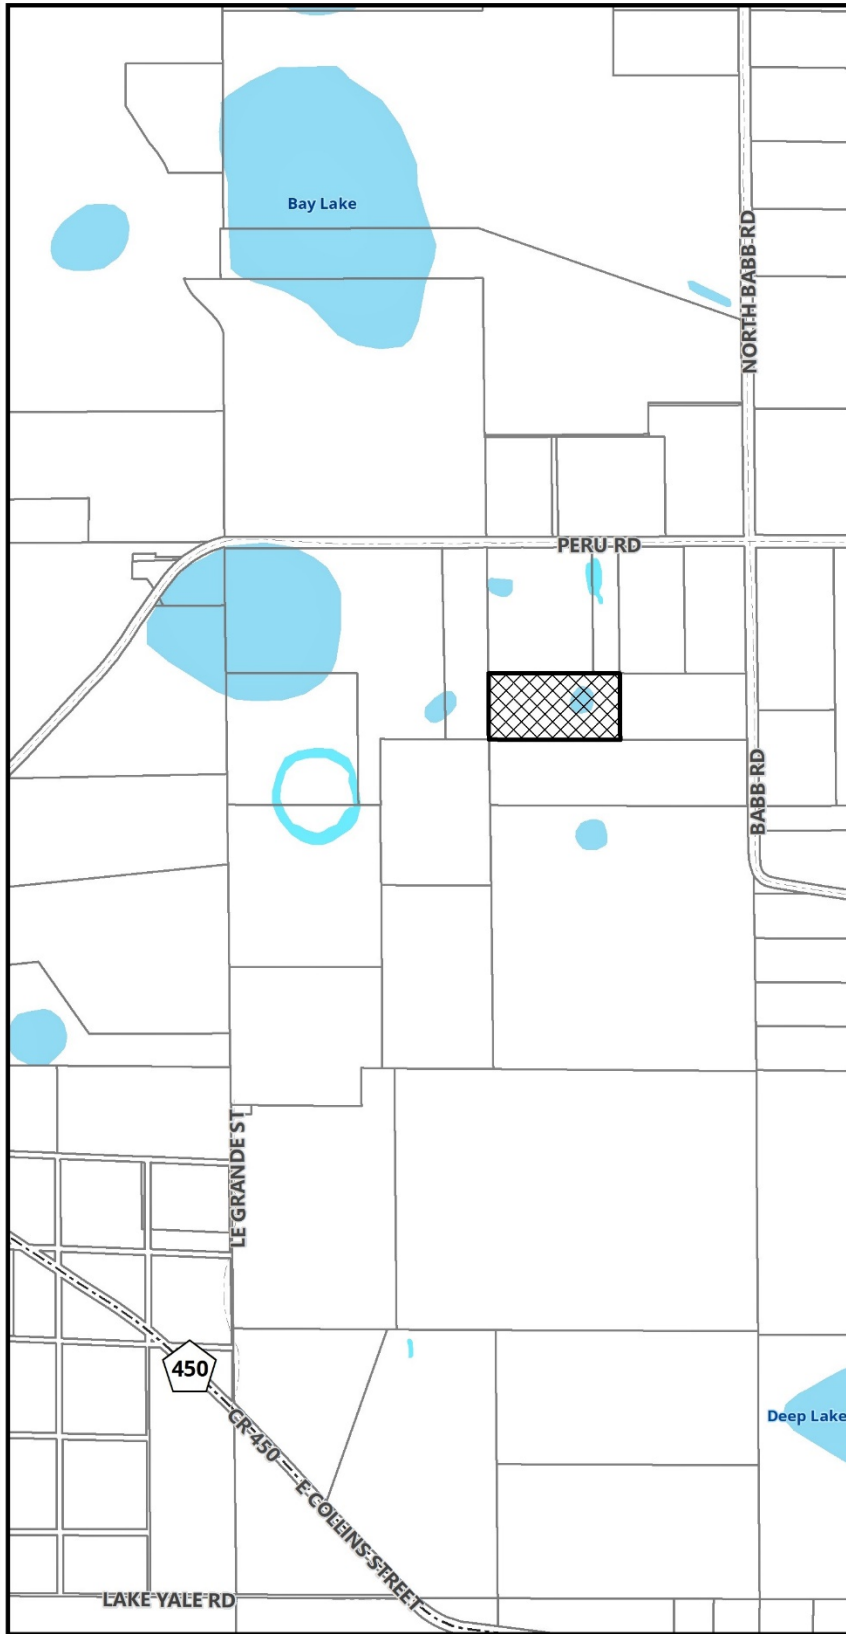 Bay Lake
NORTH BABB RD
PERU RD
BABB RD
LE GRANDE ST
450
Deep Lake
CR 450
E COLLINS STREET
LAKE YALE RD